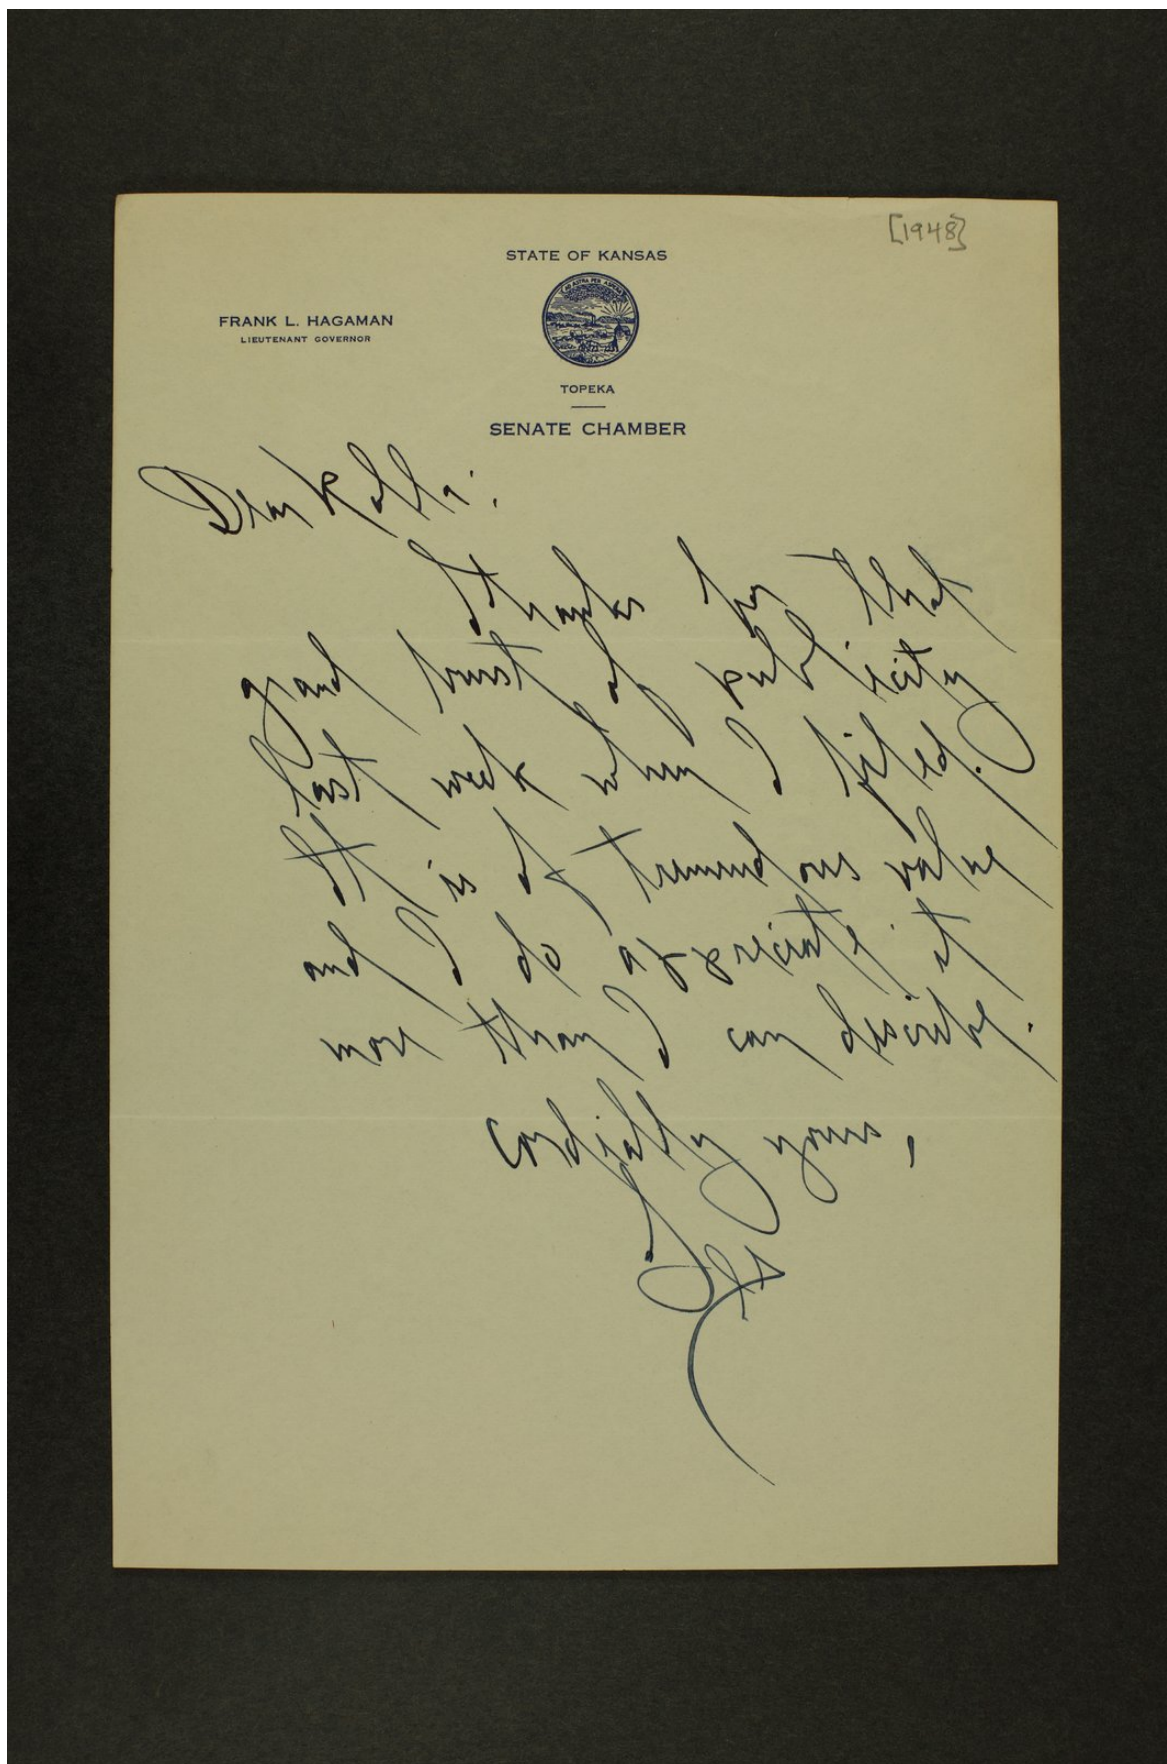 [1948]
STATE OF KANSAS
FRANK L. HAGAMAN
LIEUTENANT GOVERNOR
TOPEKA
SENATE CHAMBER
Dear Rolla:
Thanks for that
grand burst of publicity
last week when I filed.
It is of tremendous value
and I do appreciate it
more than I can describe.
Cordially yours,